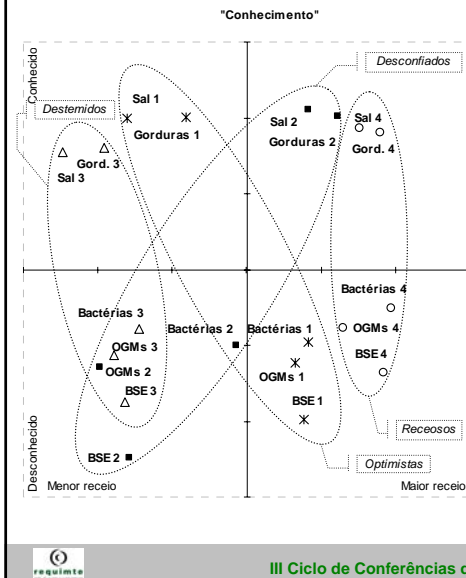 "Conhecimento"
Conhecido
Desconfiados
Destemidos
Sal 1
Gorduras 1
Sal 2
Gorduras 2
Sal 4
Gord. 4
Gord. 3
Sal 3
Bactérias 4
Bactérias 3
Bactérias 2
Bactérias 1
OGMs 4
OGMs 3
OGMs 2
BSE 4
OGMs 1
BSE 3
BSE 1
Receosos
BSE 2
Optimistas
Desconhecido
Menor receio
Maior receio
requimte
III Ciclo de Conferências